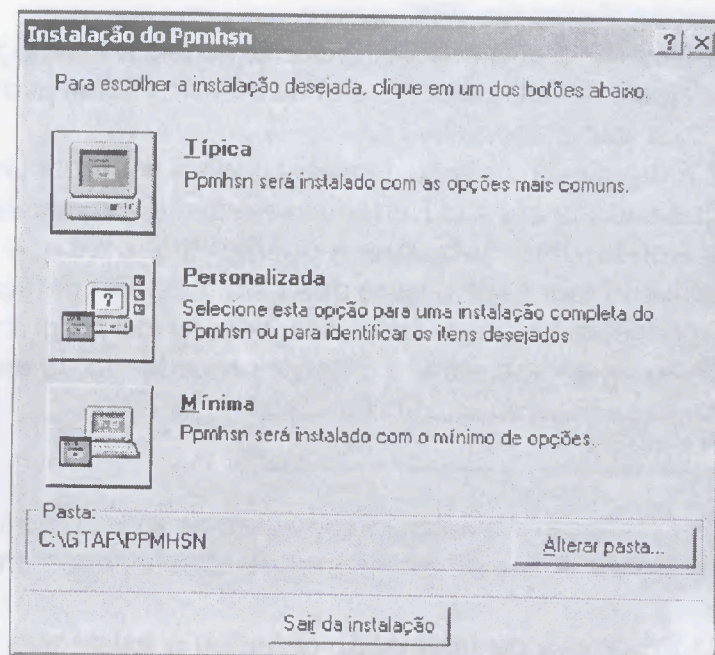 Instalação do Ppmhsn
Para escolher a instalação desejada, clique em um dos botões abaixo.
Típica
Ppmhsn será instalado com as opções mais comuns.
Personalizada
Selecione esta opção para uma instalação completa do
Ppmhsn ou para identificar os itens desejados
Mínima
Ppmhsn será instalado com o mínimo de opções.
Pasta:
C:\GTAF\PPMHSN
Alterar pasta...
Sair da instalação